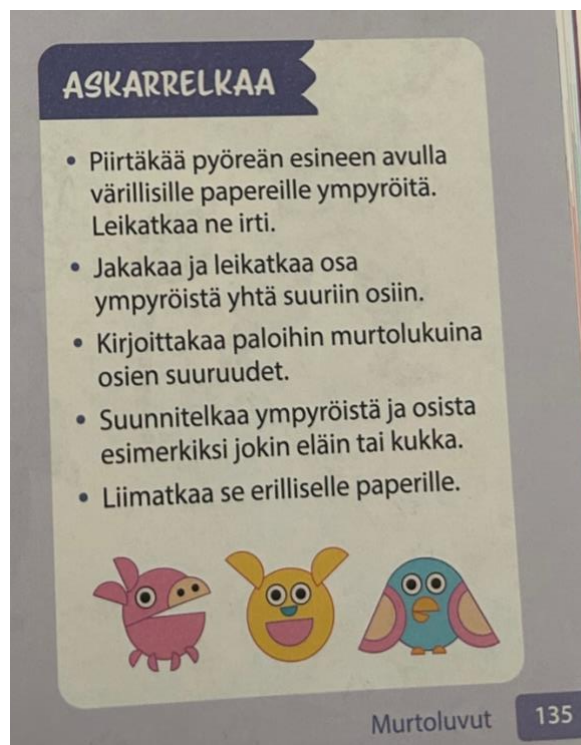 ASKARRELKAA
• Piirtäkää pyöreän esineen avulla
värillisille papereille ympyröitä.
Leikatkaa ne irti.
• Jakakaa ja leikatkaa osa
ympyröistä yhtä suuriin osiin.
• Kirjoittakaa paloihin murtolukuina
osien suuruudet.
• Suunnitelkaa ympyröistä ja osista
esimerkiksi jokin eläin tai kukka.
• Liimatkaa se erilliselle paperille.
Murtoluvut 135